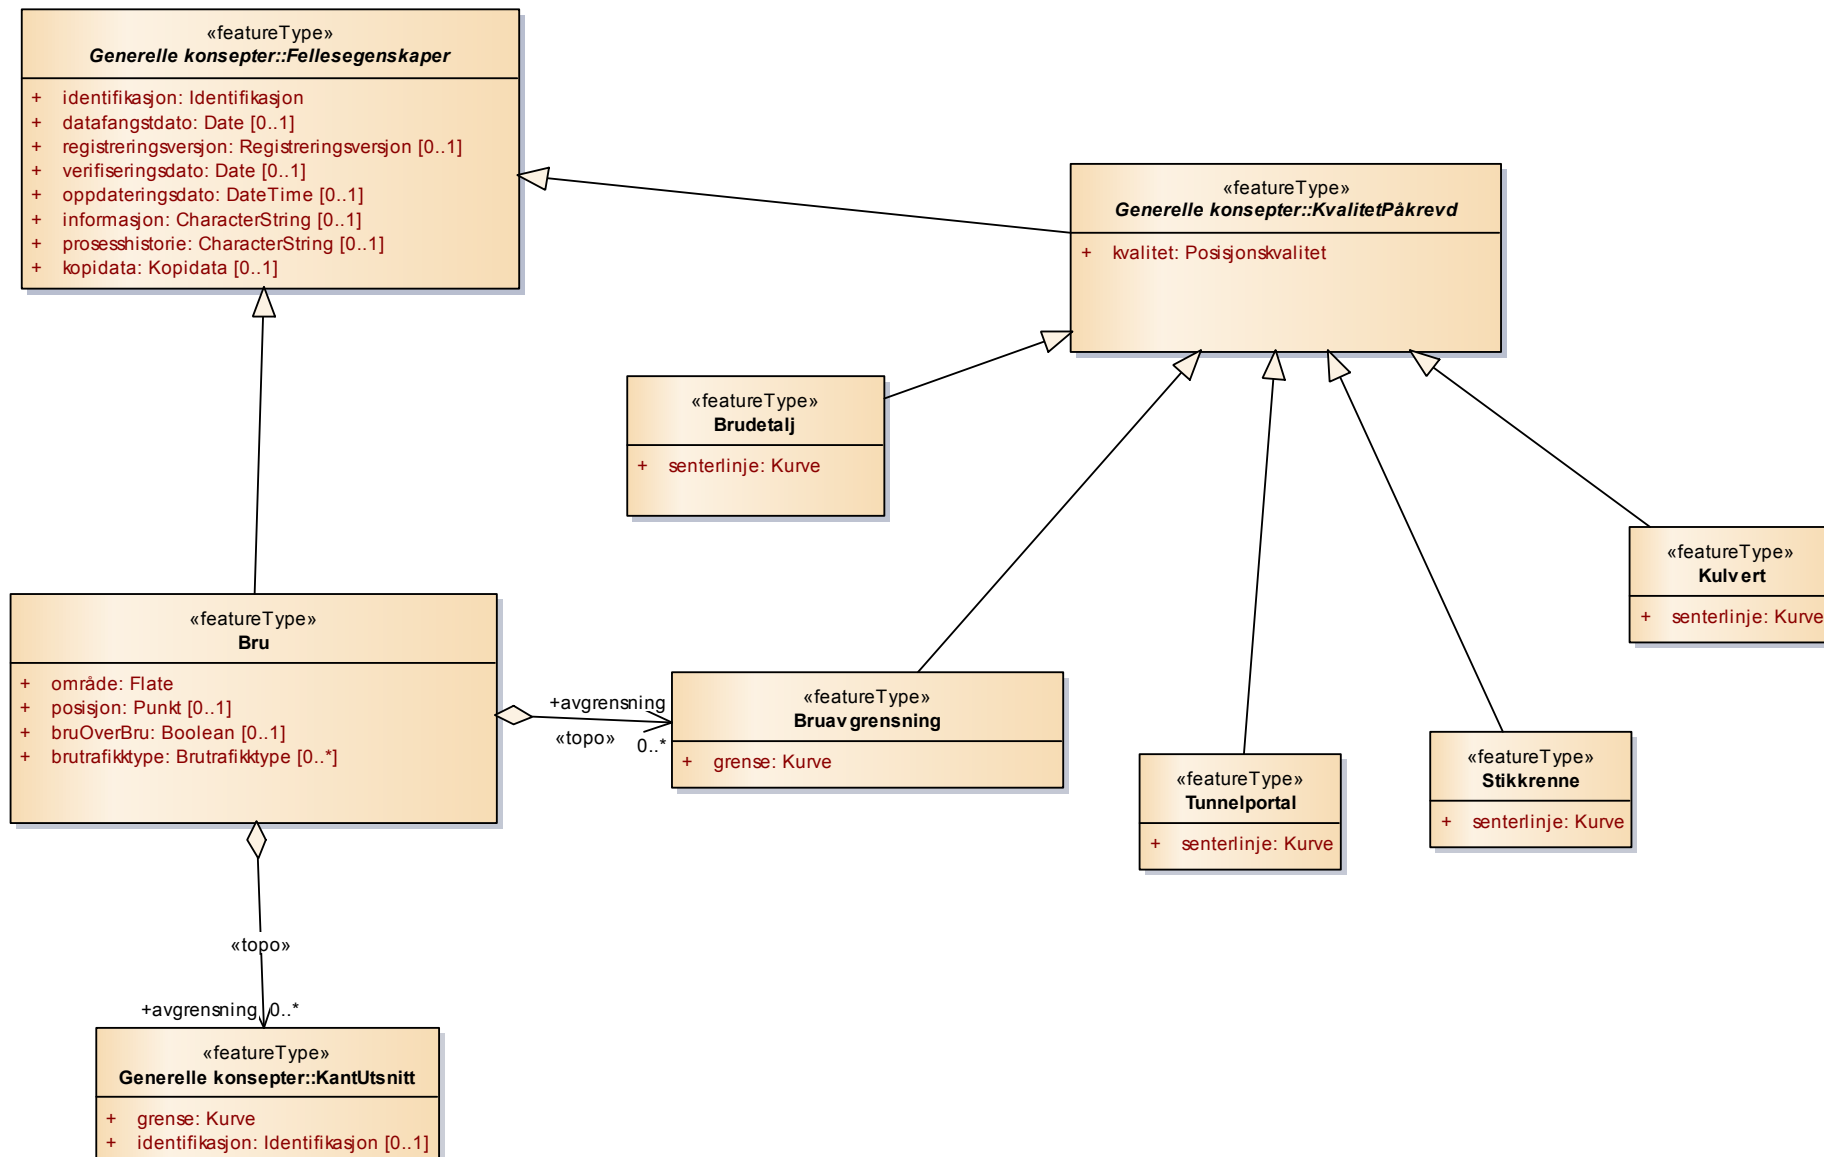 «featureType»
Generelle konsepter::Fellesegenskaper
+ identifikasjon: Identifikasjon
+ datafangstdato: Date [0..1]
+ registreringsversjon: Registreringsversjon [0..1]
+ verifiseringsdato: Date [0..1]
+ oppdateringsdato: DateTime [0..1]
+ informasjon: CharacterString [0..1]
+ prosesshistorie: CharacterString [0..1]
+ kopidata: Kopidata [0..1]
«featureType»
Generelle konsepter::KvalitetPåkrevd
+ kvalitet: Posisjonskvalitet
«featureType»
Brudetalj
+ senterlinje: Kurve
«featureType»
Kulvert
+ senterlinje: Kurve
«featureType»
Bru
+ område: Flate
+ posisjon: Punkt [0..1]
+ bruOverBru: Boolean [0..1]
+ brutrafikktype: Brutrafikktype [0..*]
+avgrensning
«topo»
0..*
«featureType»
Bruavgrensning
+ grense: Kurve
«featureType»
Tunnelportal
+ senterlinje: Kurve
«featureType»
Stikkrenne
+ senterlinje: Kurve
«topo»
+avgrensning 0..*
«featureType»
Generelle konsepter::KantUtsnitt
+ grense: Kurve
+ identifikasjon: Identifikasjon [0..1]